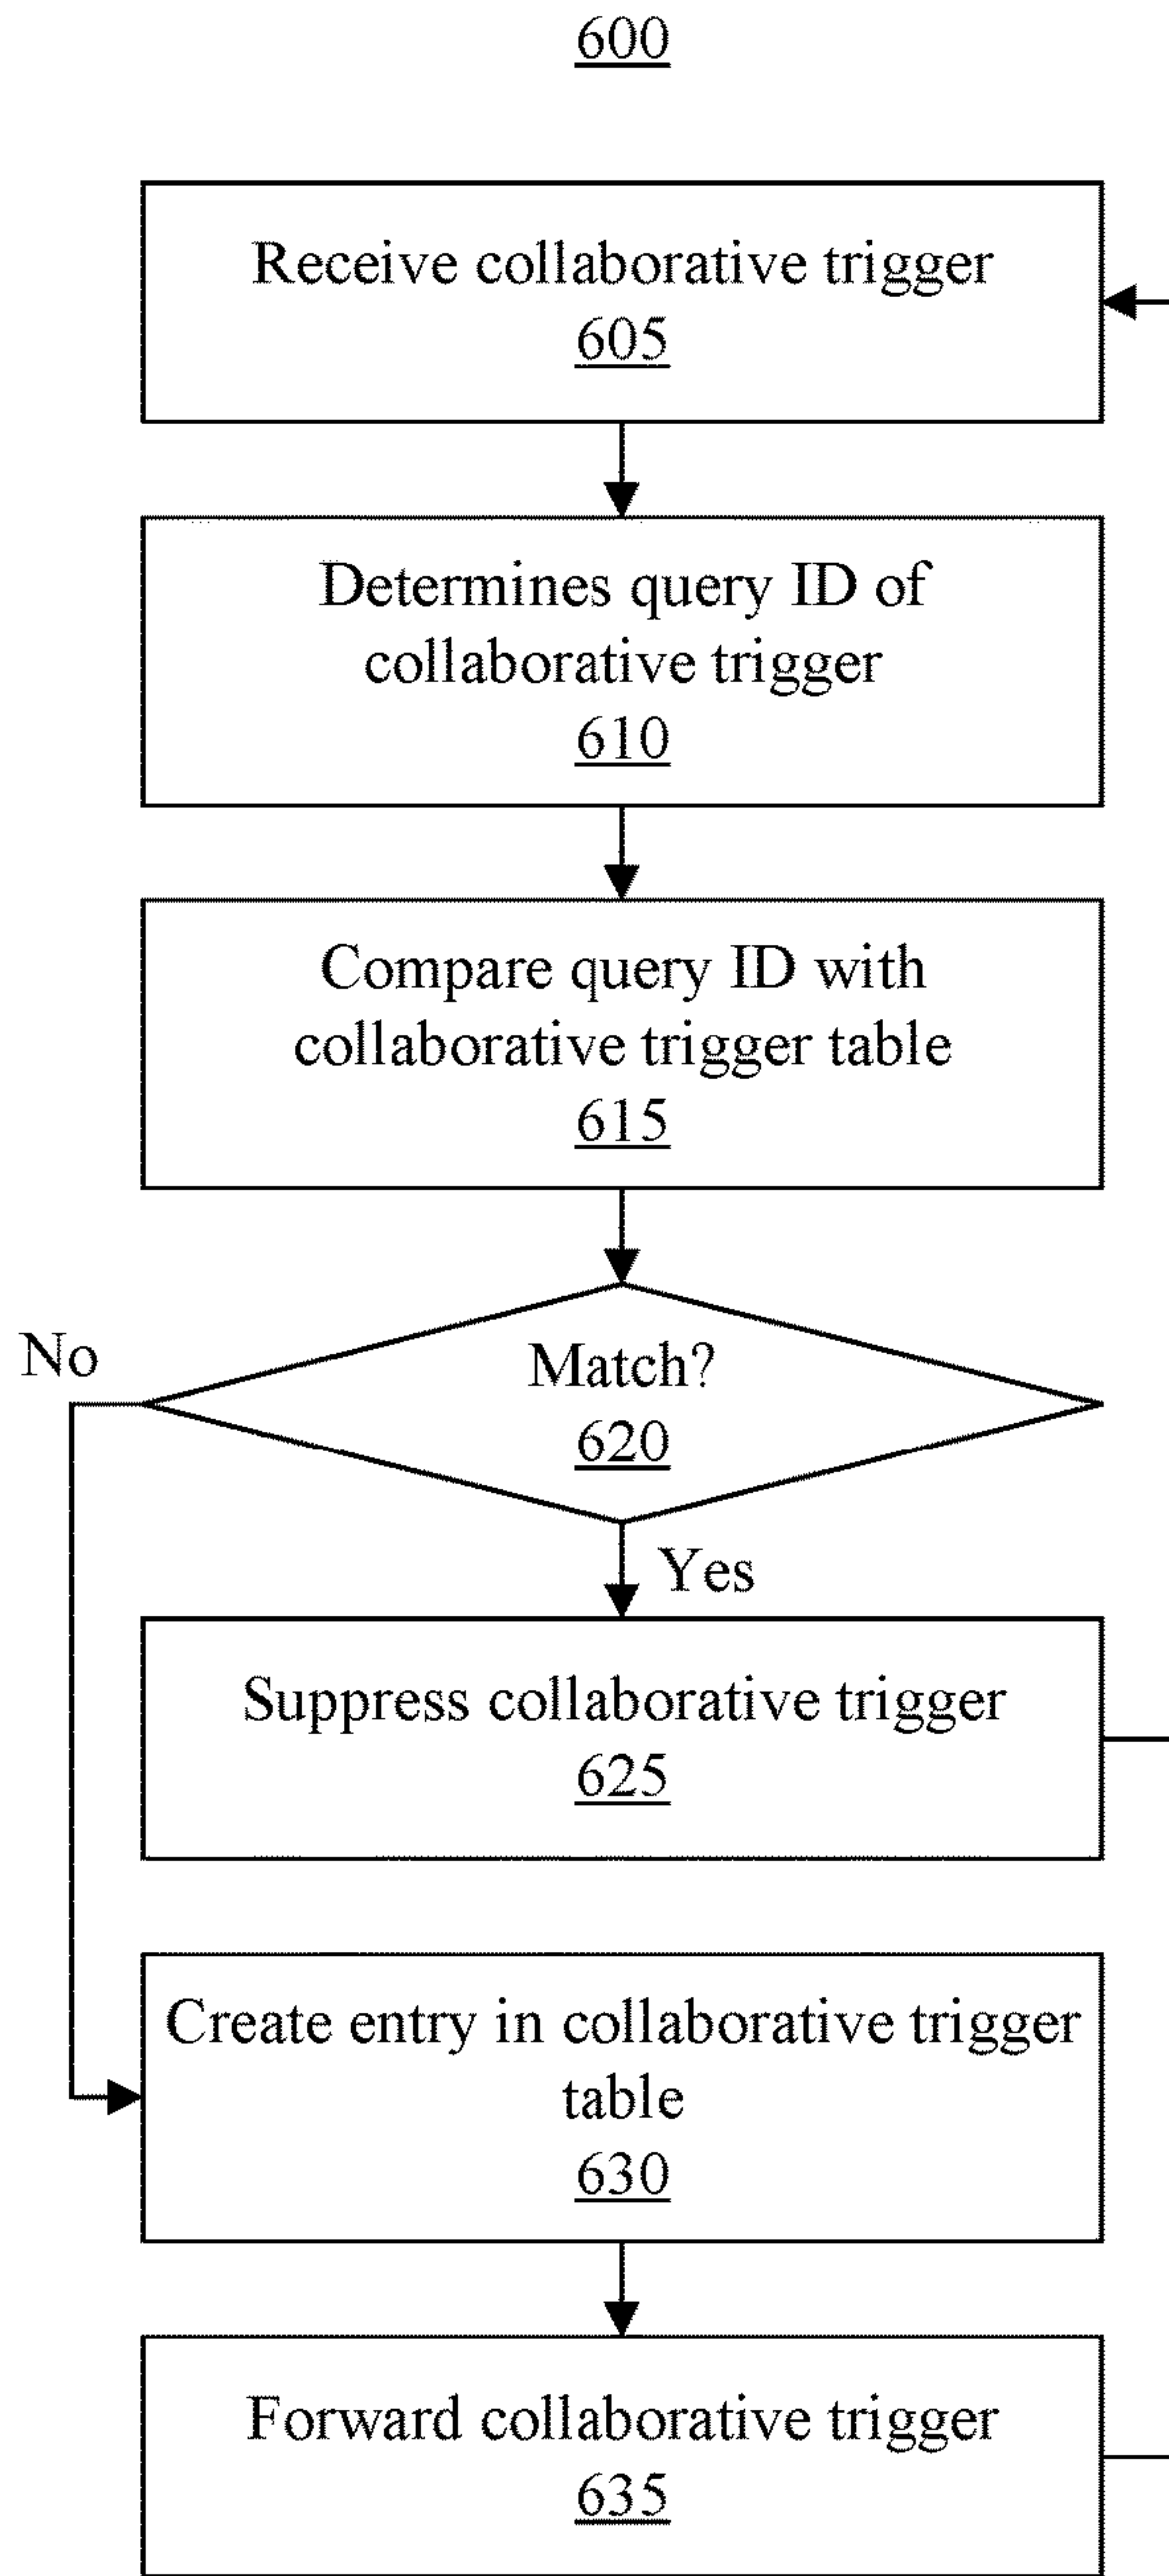 600
Receive collaborative trigger
605
Determines query ID of
collaborative trigger
610
Compare query ID with
collaborative trigger table
615
No
Match?
620
Yes
Suppress collaborative trigger
625
Create entry in collaborative trigger
table
630
Forward collaborative trigger
635